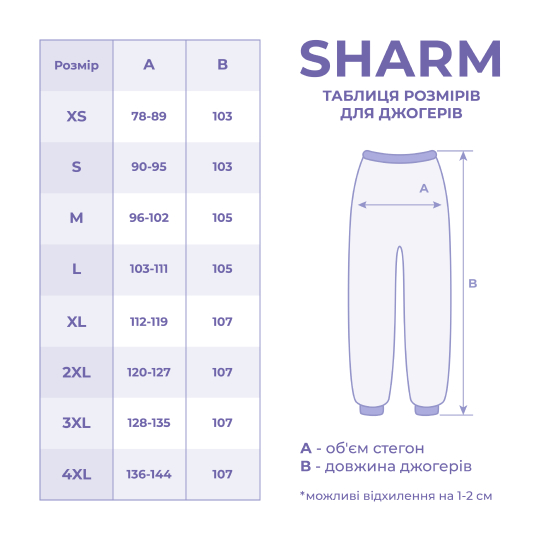 SHARM
ТАБЛИЦЯ РОЗМІРІВ
ДЛЯ ДЖОГЕРІВ
Розмір A B
XS 78-89 103
S 90-95 103
M 96-102 105
L 103-111 105
XL 112-119 107
2XL 120-127 107
3XL 128-135 107
4XL 136-144 107
A
B
A - об'єм стегон
B - довжина джогерів
*можливі відхилення на 1-2 см